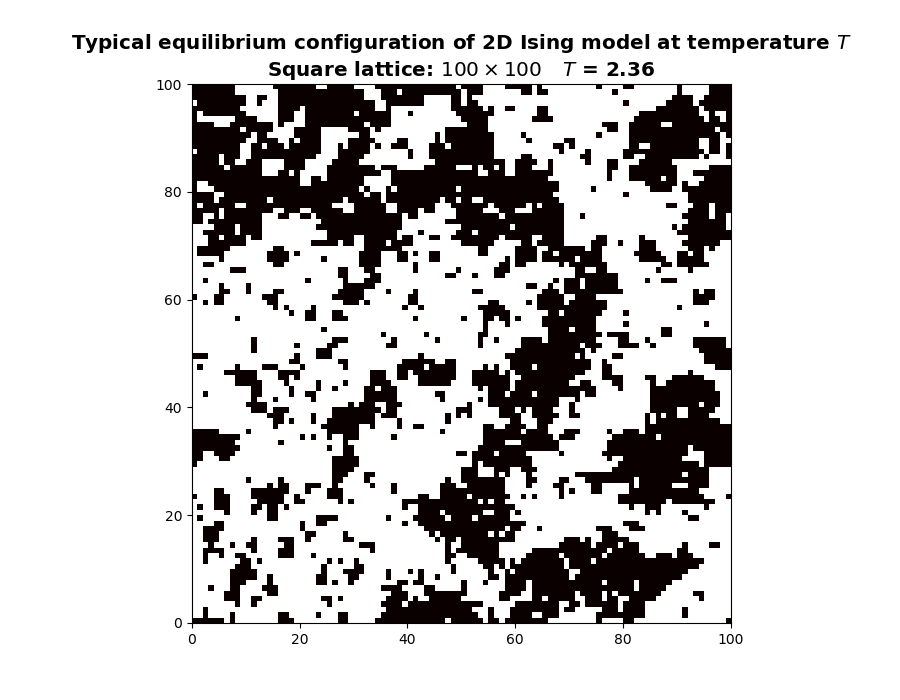 Typical equilibrium configuration of 2D Ising model at temperature T
Square lattice: 100 × 100 T = 2.36
100
80
60
40
20
0
0 20 40 60 80 100